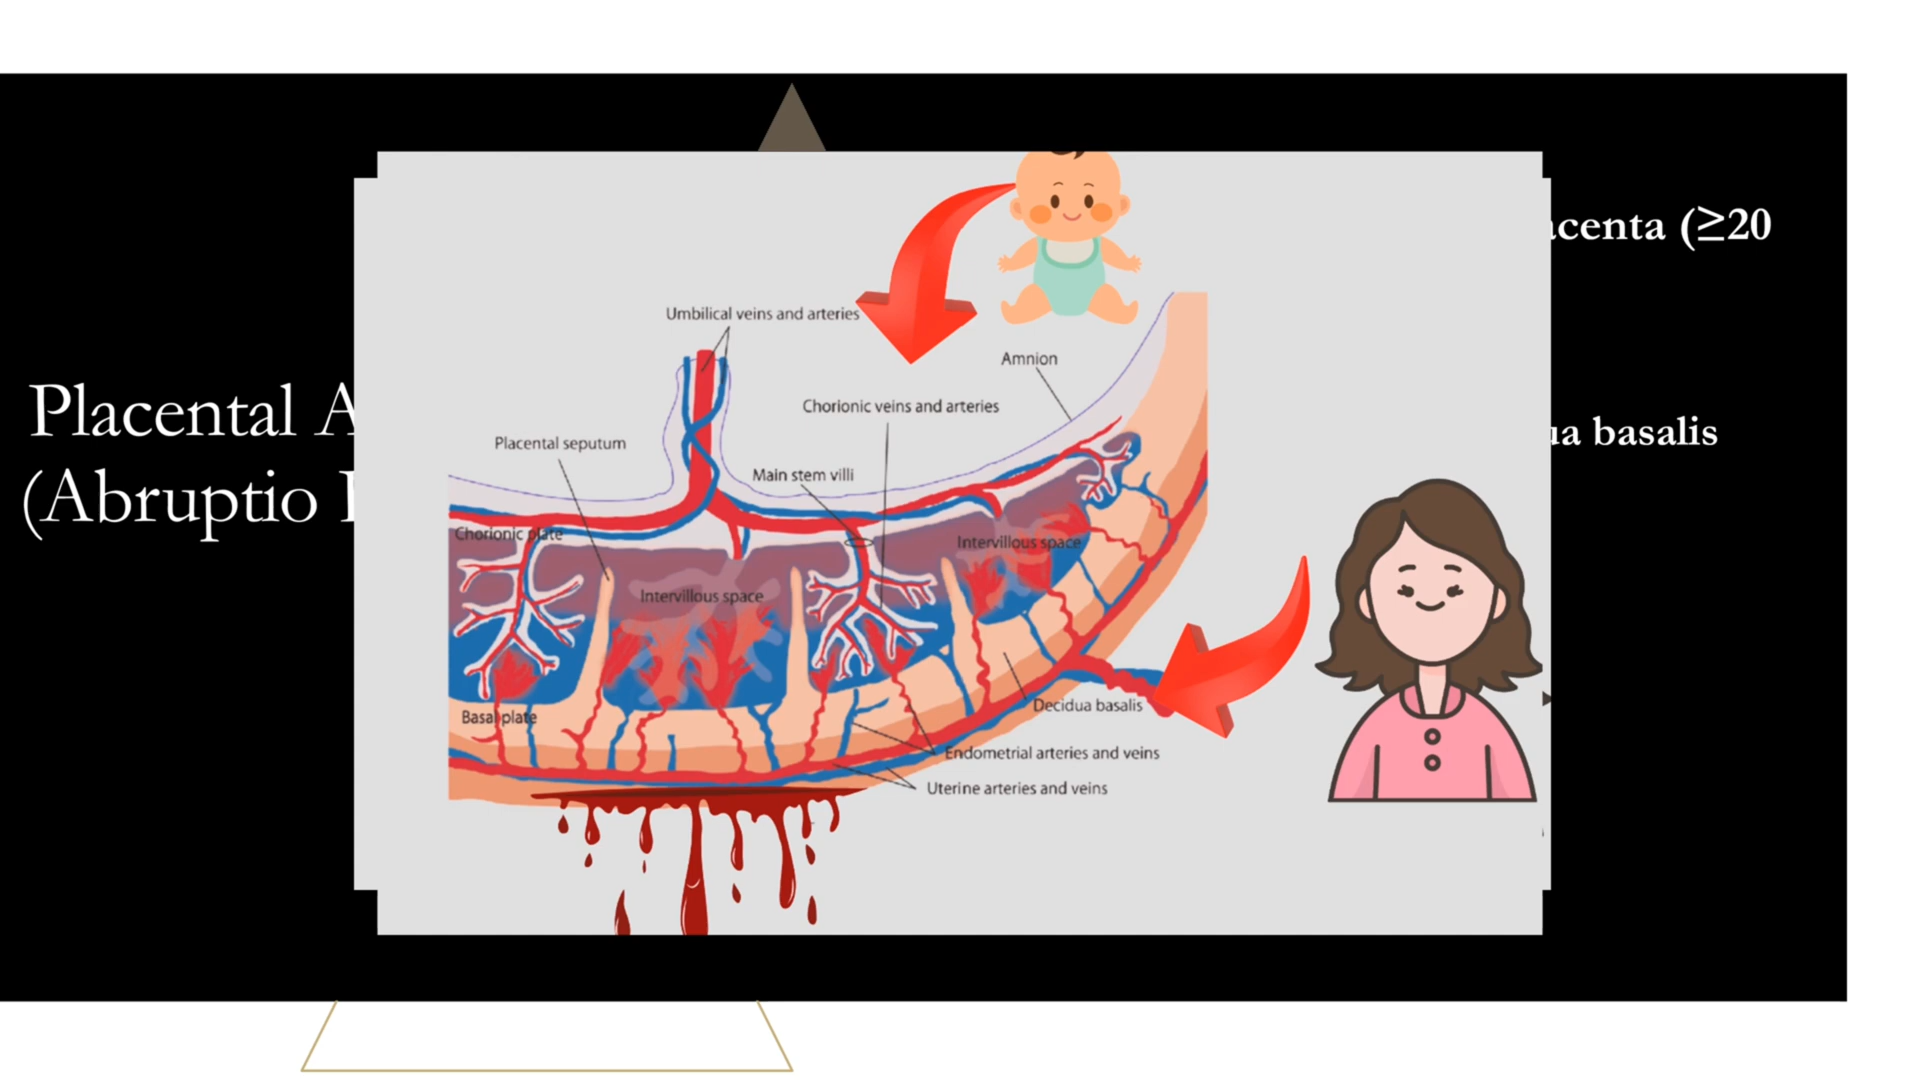 Placental A
(Abruptio
acenta (≥20
ua basalis
Umbilical veins and arteries
Amnion
Chorionic veins and arteries
Placental seputum
Main stem villi
Chorionic plate
Intervillous space
Intervillous space
Basal plate
Decidua basalis
Endometrial arteries and veins
Uterine arteries and veins